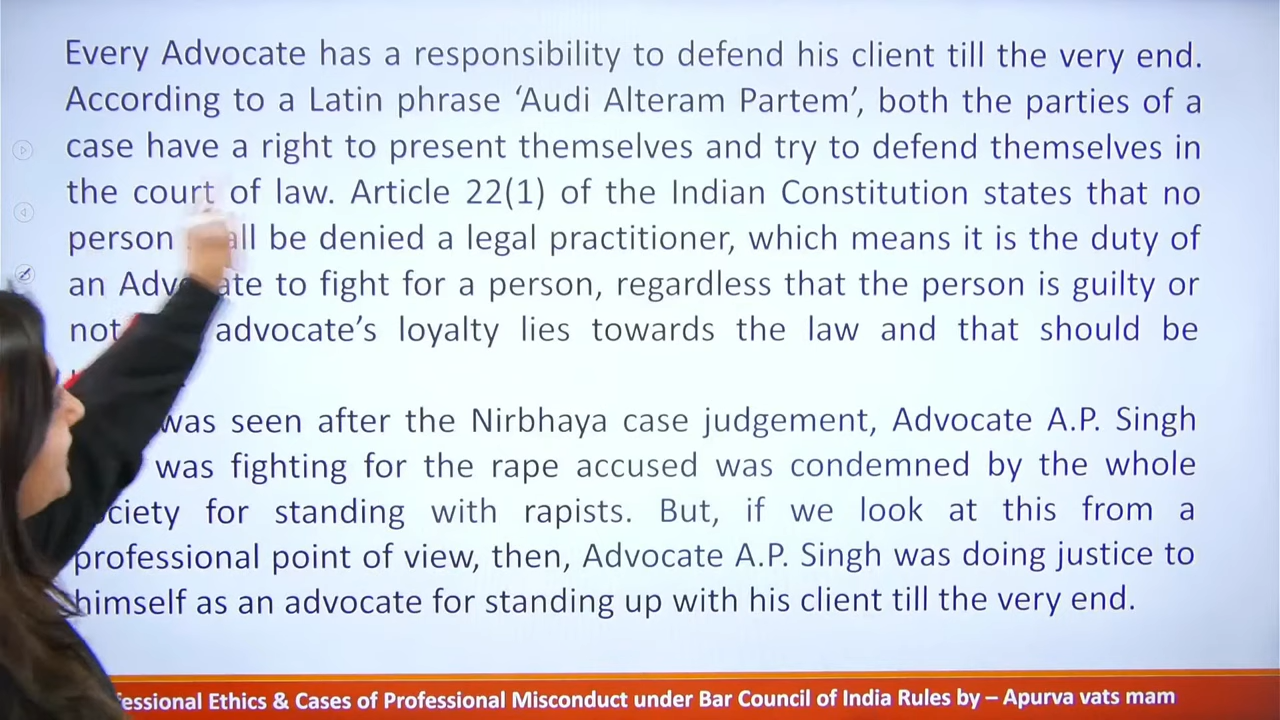 Every Advocate has a responsibility to defend his client till the very end.
According to a Latin phrase ‘Audi Alteram Partem’, both the parties of a
case have a right to present themselves and try to defend themselves in
the court of law. Article 22(1) of the Indian Constitution states that no
person all be denied a legal practitioner, which means it is the duty of
an Advocate to fight for a person, regardless that the person is guilty or
not advocate’s loyalty lies towards the law and that should be
was seen after the Nirbhaya case judgement, Advocate A.P. Singh
was fighting for the rape accused was condemned by the whole
ciety for standing with rapists. But, if we look at this from a
professional point of view, then, Advocate A.P. Singh was doing justice to
himself as an advocate for standing up with his client till the very end.
fessional Ethics & Cases of Professional Misconduct under Bar Council of India Rules by – Apurva vats mam